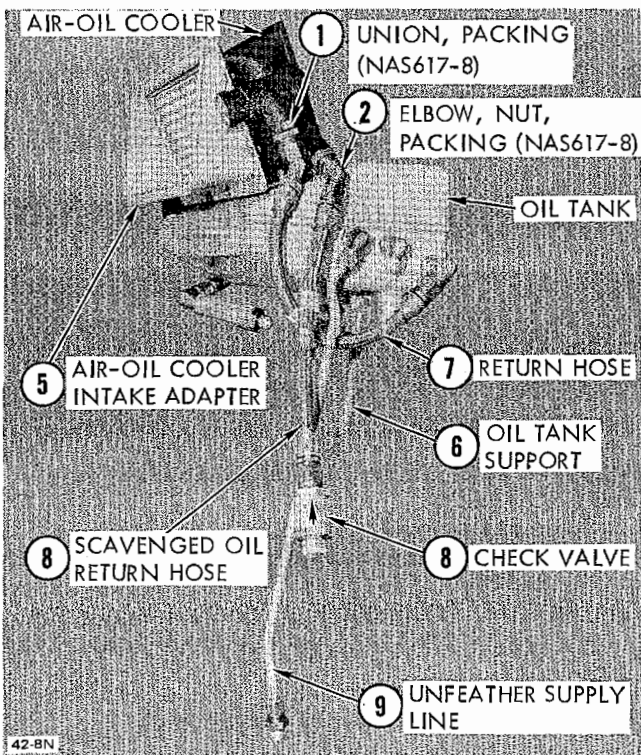 AIR-OIL COOLER
1 UNION, PACKING
(NAS617-8)
2 ELBOW, NUT,
PACKING (NAS617-8)
OIL TANK
5 AIR-OIL COOLER
INTAKE ADAPTER
7 RETURN HOSE
6 OIL TANK
SUPPORT
8 SCAVENGED OIL
RETURN HOSE
8 CHECK VALVE
9 UNFEATHER SUPPLY
LINE
42-8N